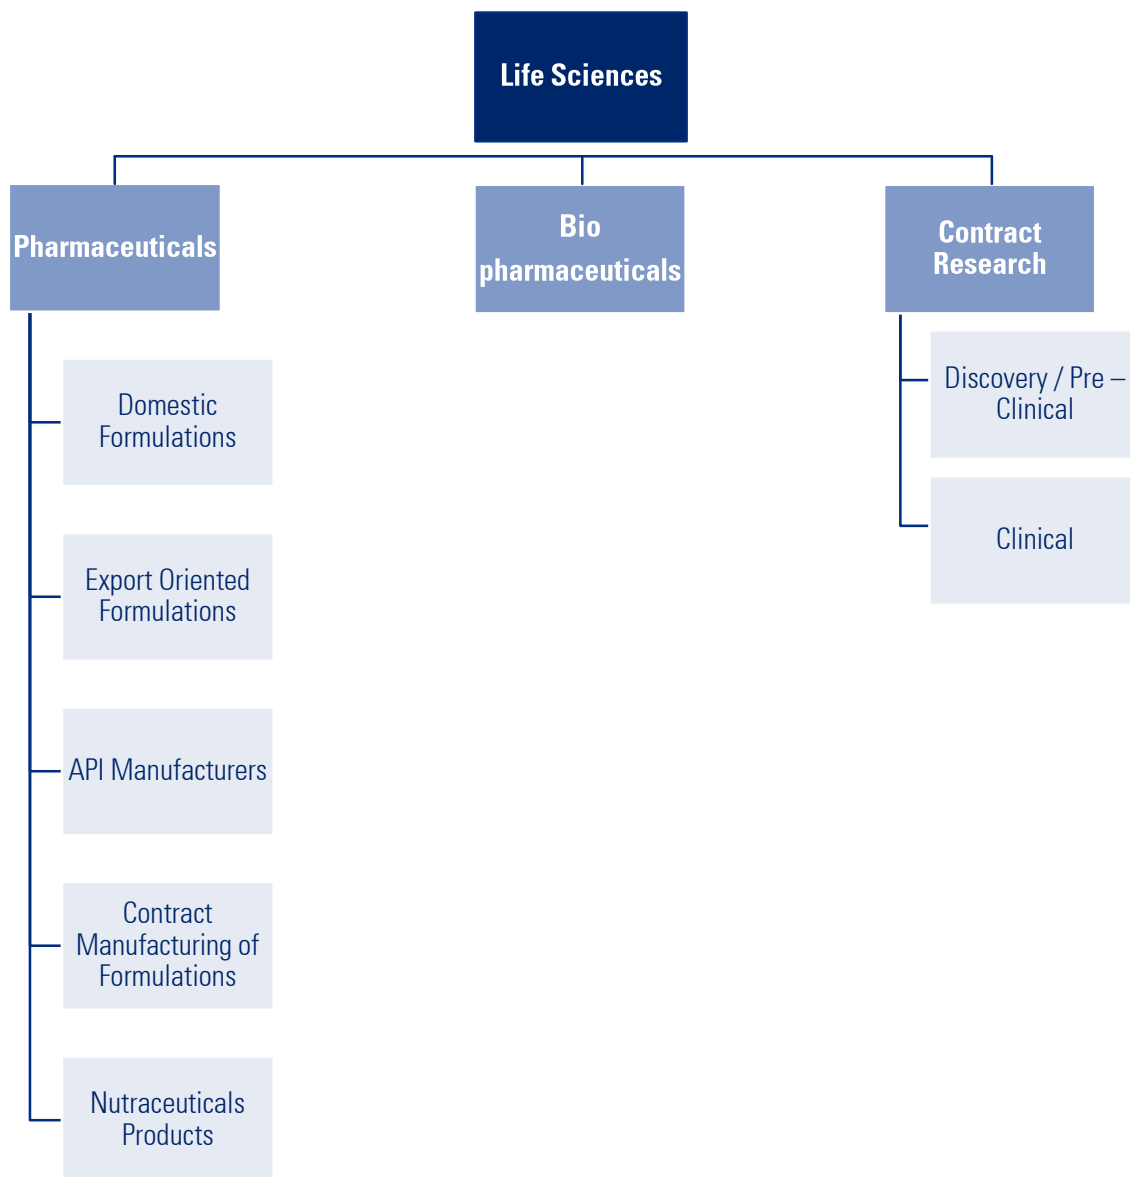 Life Sciences
Pharmaceuticals
Bio
pharmaceuticals
Contract
Research
Domestic
Formulations
Export Oriented
Formulations
API Manufacturers
Contract
Manufacturing of
Formulations
Nutraceuticals
Products
Discovery / Pre –
Clinical
Clinical